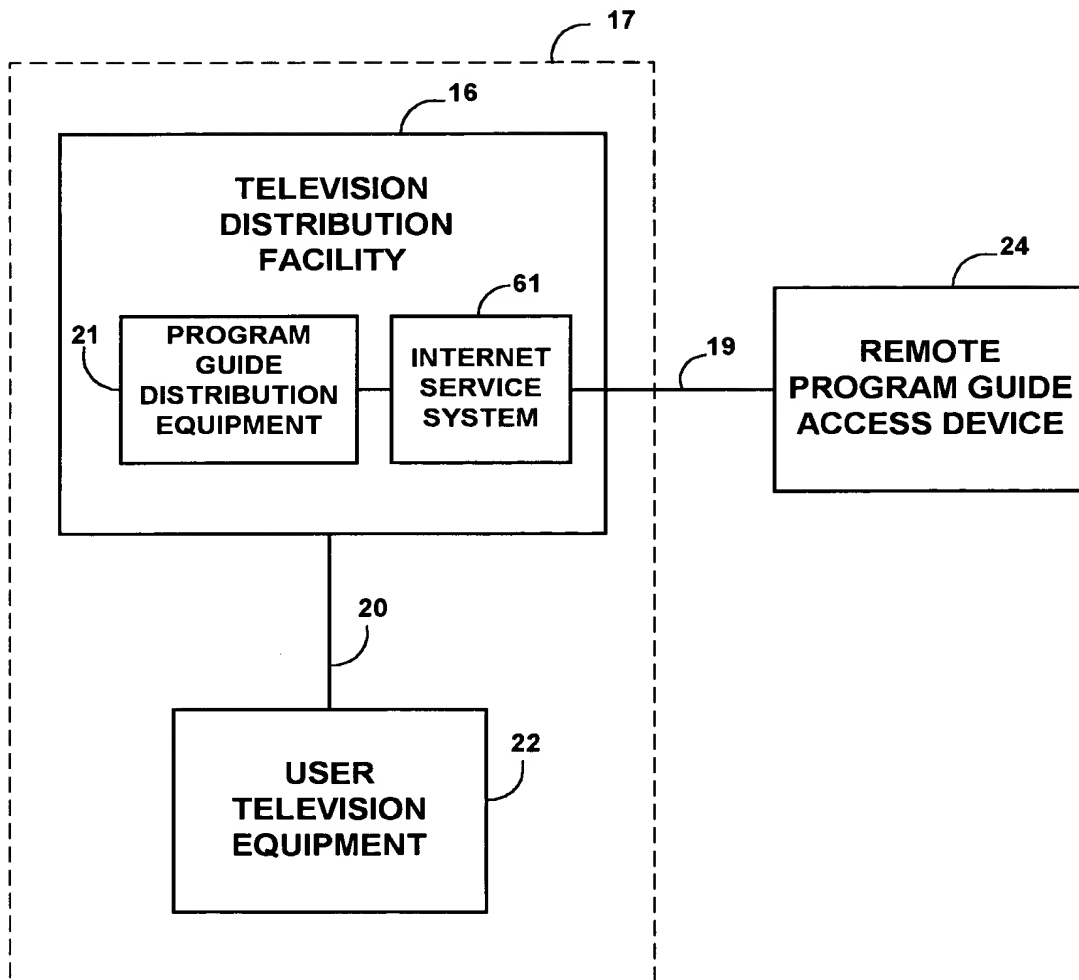 17
16
TELEVISION
DISTRIBUTION
FACILITY
24
61
21
PROGRAM
GUIDE
DISTRIBUTION
EQUIPMENT
INTERNET
SERVICE
SYSTEM
19
REMOTE
PROGRAM GUIDE
ACCESS DEVICE
20
22
USER
TELEVISION
EQUIPMENT